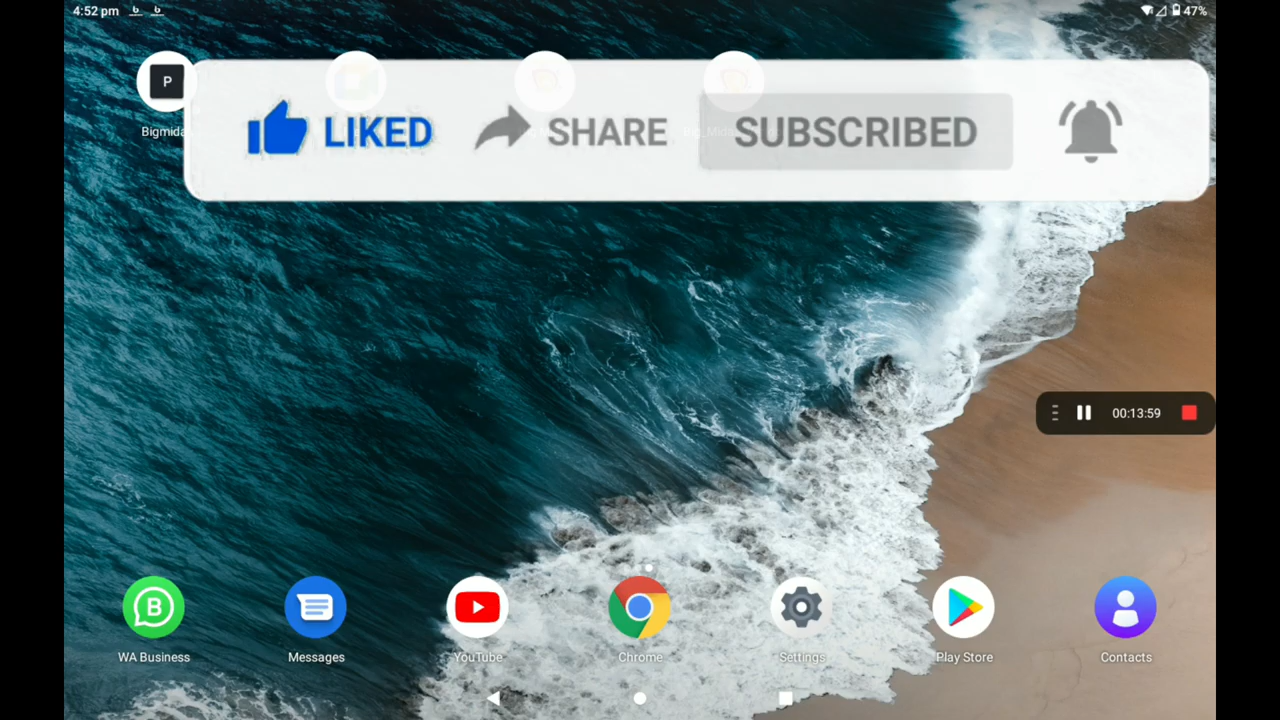 4:52 pm
47%
P
Bigmida
LIKED SHARE SUBSCRIBED
00:13:59
B
WA Business Messages YouTube Chrome Settings Play Store Contacts